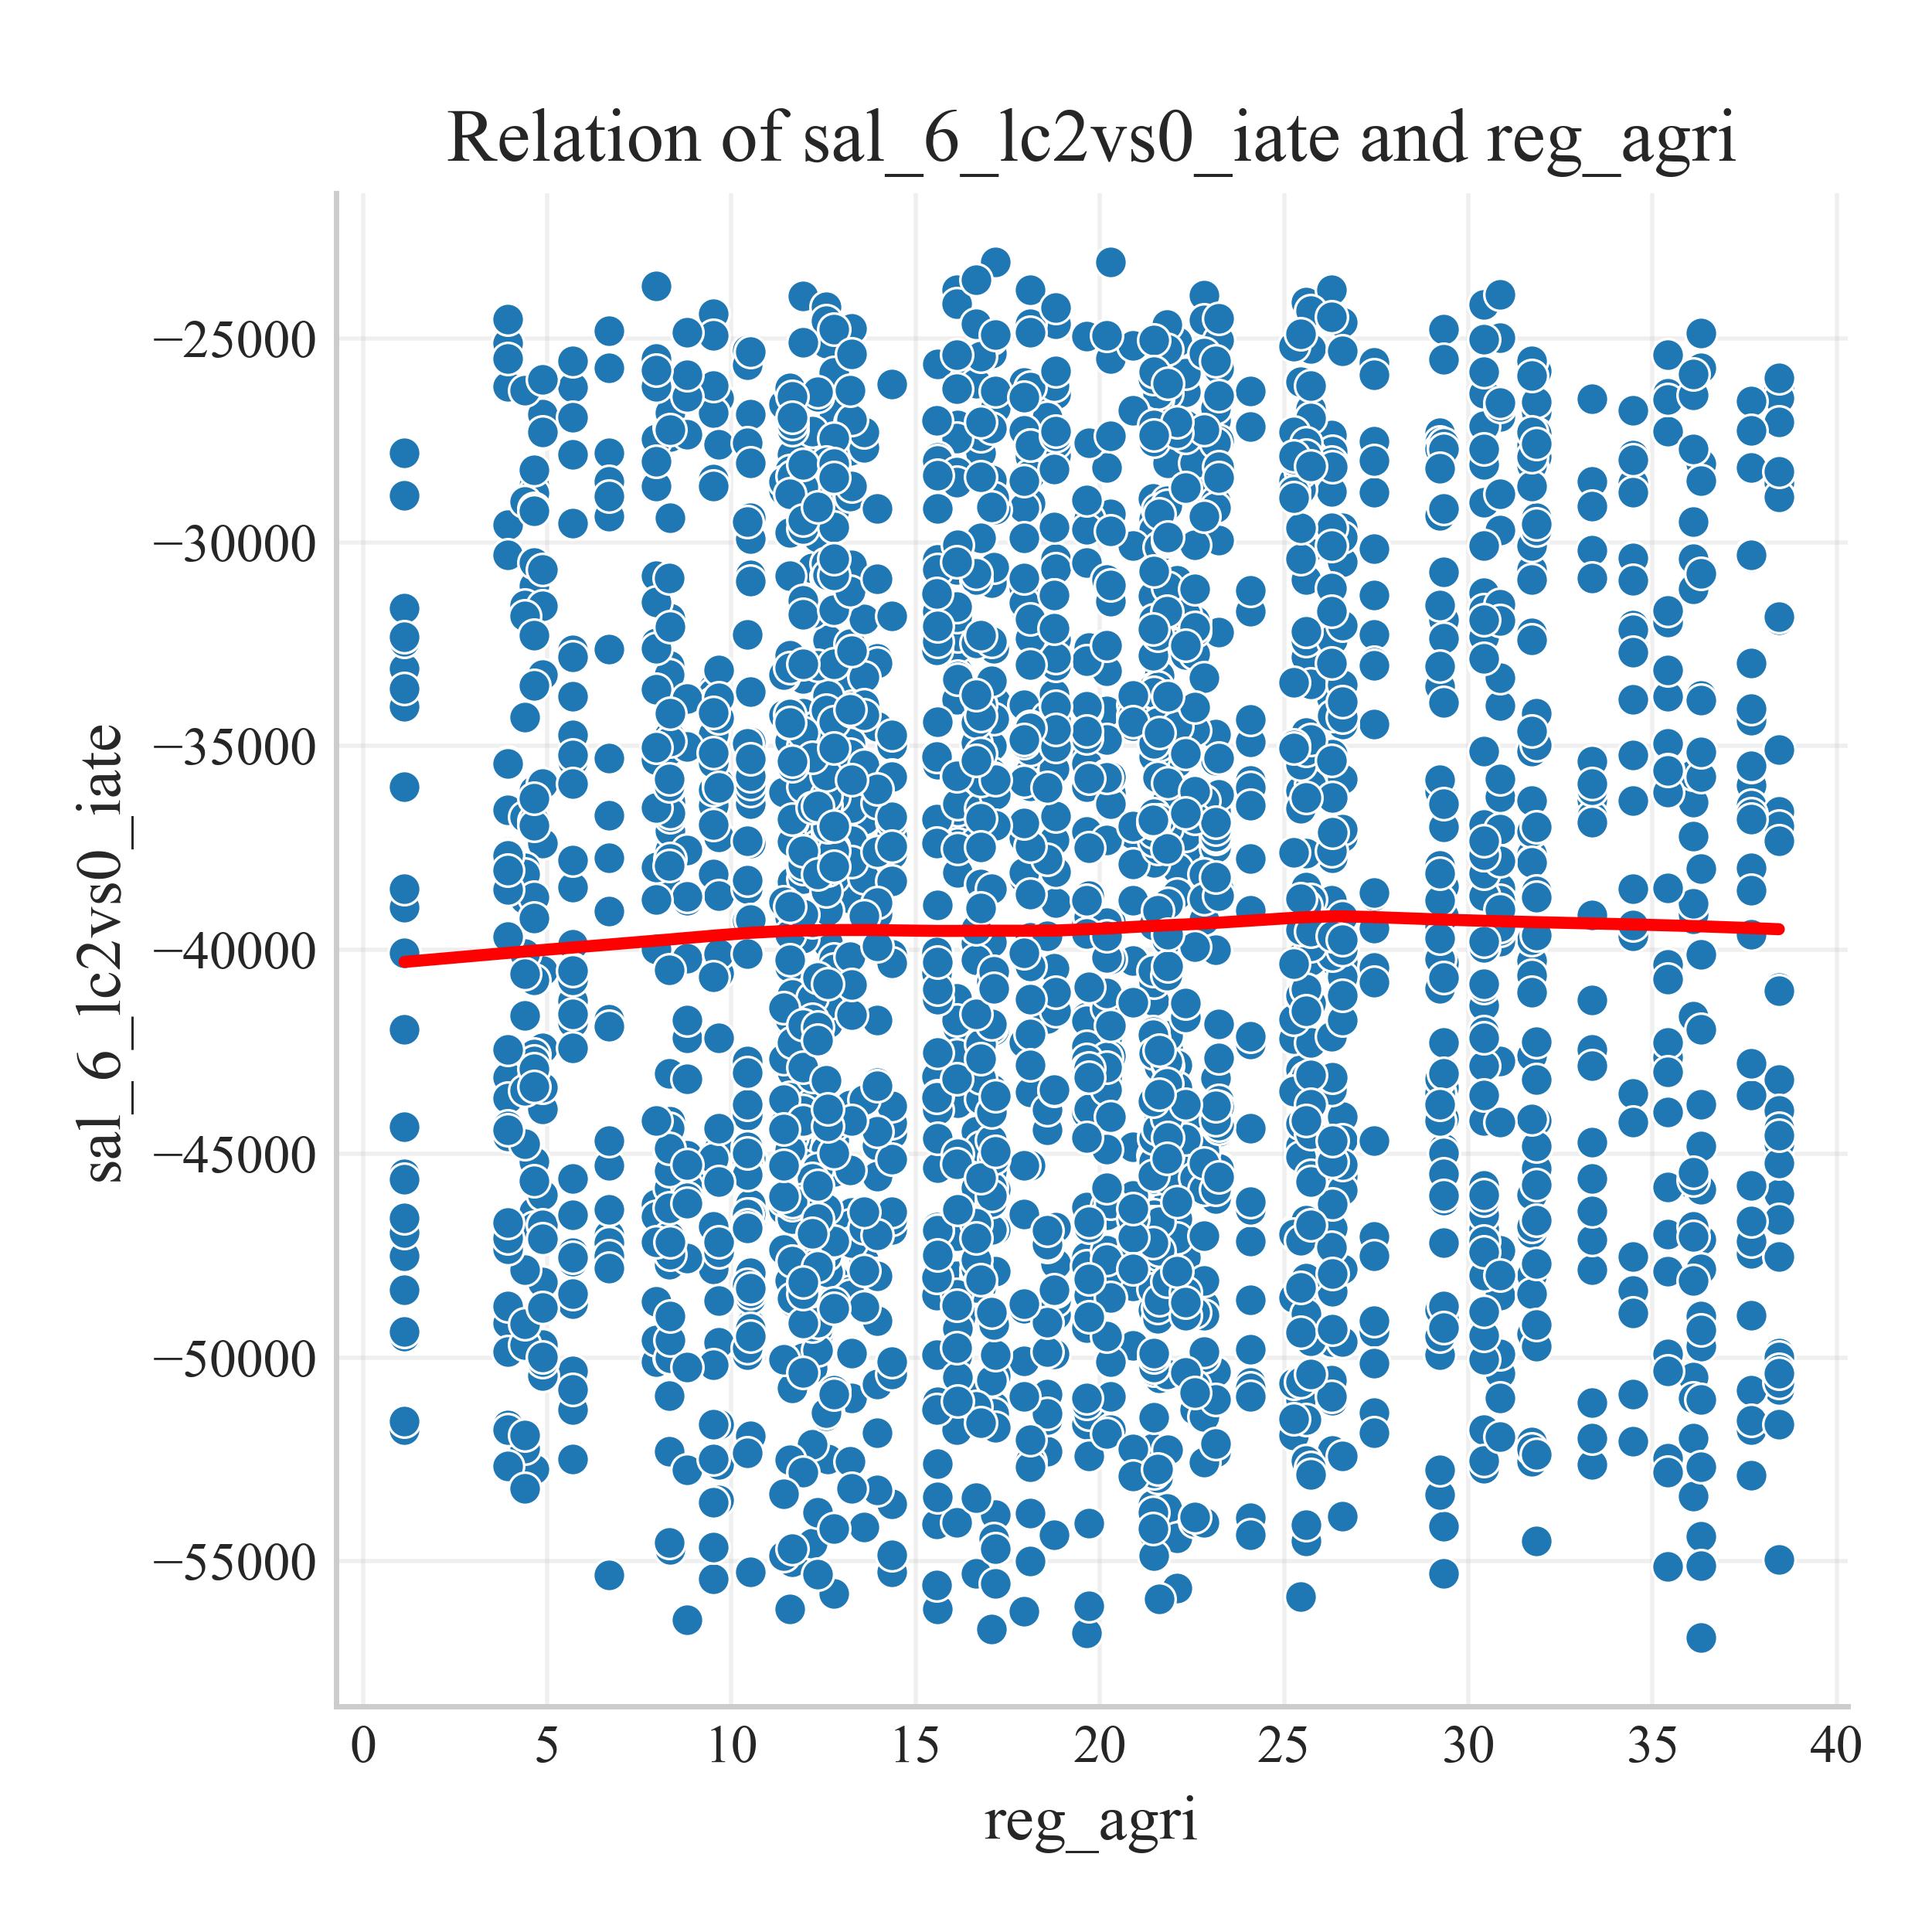 Relation of sal_6_lc2vs0_iate and reg_agri
sal_6_lc2vs0_iate
−25000
−30000
−35000
−40000
−45000
−50000
−55000
0 5 10 15 20 25 30 35 40
reg_agri